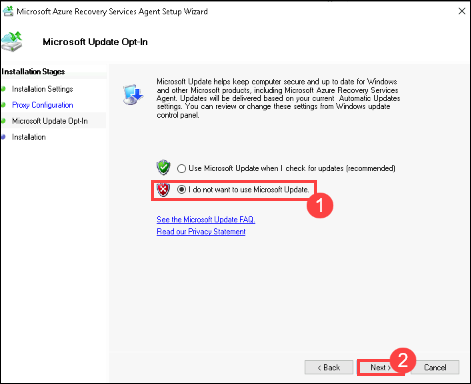 Microsoft Azure Recovery Services Agent Setup Wizard
Microsoft Update Opt-In
Installation Stages
Installation Settings
Proxy Configuration
Microsoft Update Opt-In
Installation
Microsoft Update helps keep computer secure and up to date for Windows
and other Microsoft products, including Microsoft Azure Recovery Services
Agent. Updates will be delivered based on your current Automatic Updates
settings. You can review or change these settings from Windows update
control panel.
Use Microsoft Update when I check for updates (recommended)
I do not want to use Microsoft Update.
1
See the Microsoft Update FAQ.
Read our Privacy Statement
2
< Back
Next >
Cancel